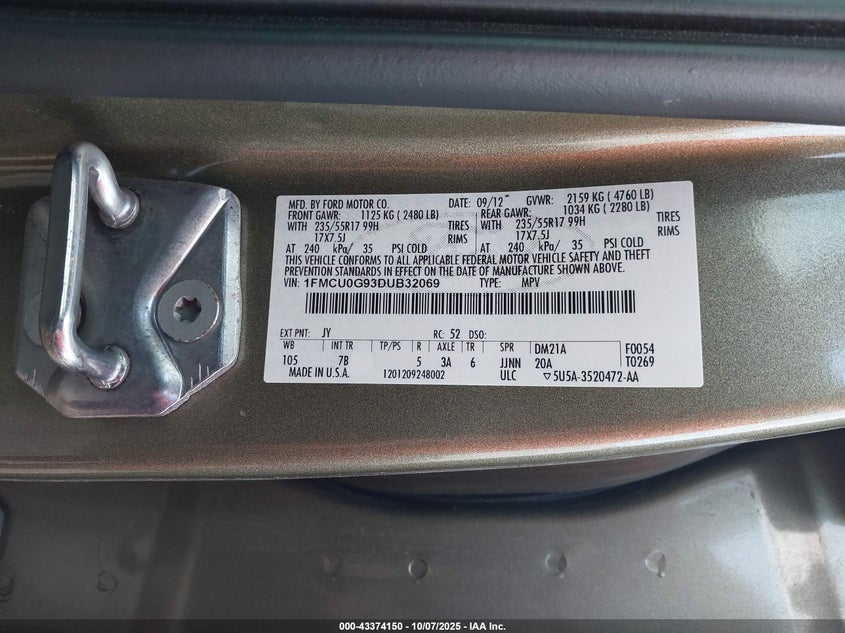 MFD. BY FORD MOTOR CO. DATE: 09/12 GVWR: 2159 KG ( 4760 LB)
FRONT GAWR: 1125 KG ( 2480 LB) REAR GAWR: 1034 KG ( 2280 LB)
WITH 235/55R17 99H TIRES WITH 235/55R17 99H TIRES
17X7.5J RIMS 17X7.5J RIMS
AT 240 kPa/ 35 PSI COLD AT 240 kPa/ 35 PSI COLD
THIS VEHICLE CONFORMS TO ALL APPLICABLE FEDERAL MOTOR VEHICLE SAFETY AND THEFT
PREVENTION STANDARDS IN EFFECT ON THE DATE OF MANUFACTURE SHOWN ABOVE.
VIN: 1FMCU0G93DUB32069 TYPE: MPV
EXT PNT: JY RC: 52 DSO:
WB INT TR TP/PS R AXLE TR SPR DM21A F0054
105 7B 5 3A 6 JJNN 20A T0269
MADE IN U.S.A. 1201209248002 ULC ▽5U5A-3520472-AA
000-43374150 - 10/07/2025 - IAA Inc.